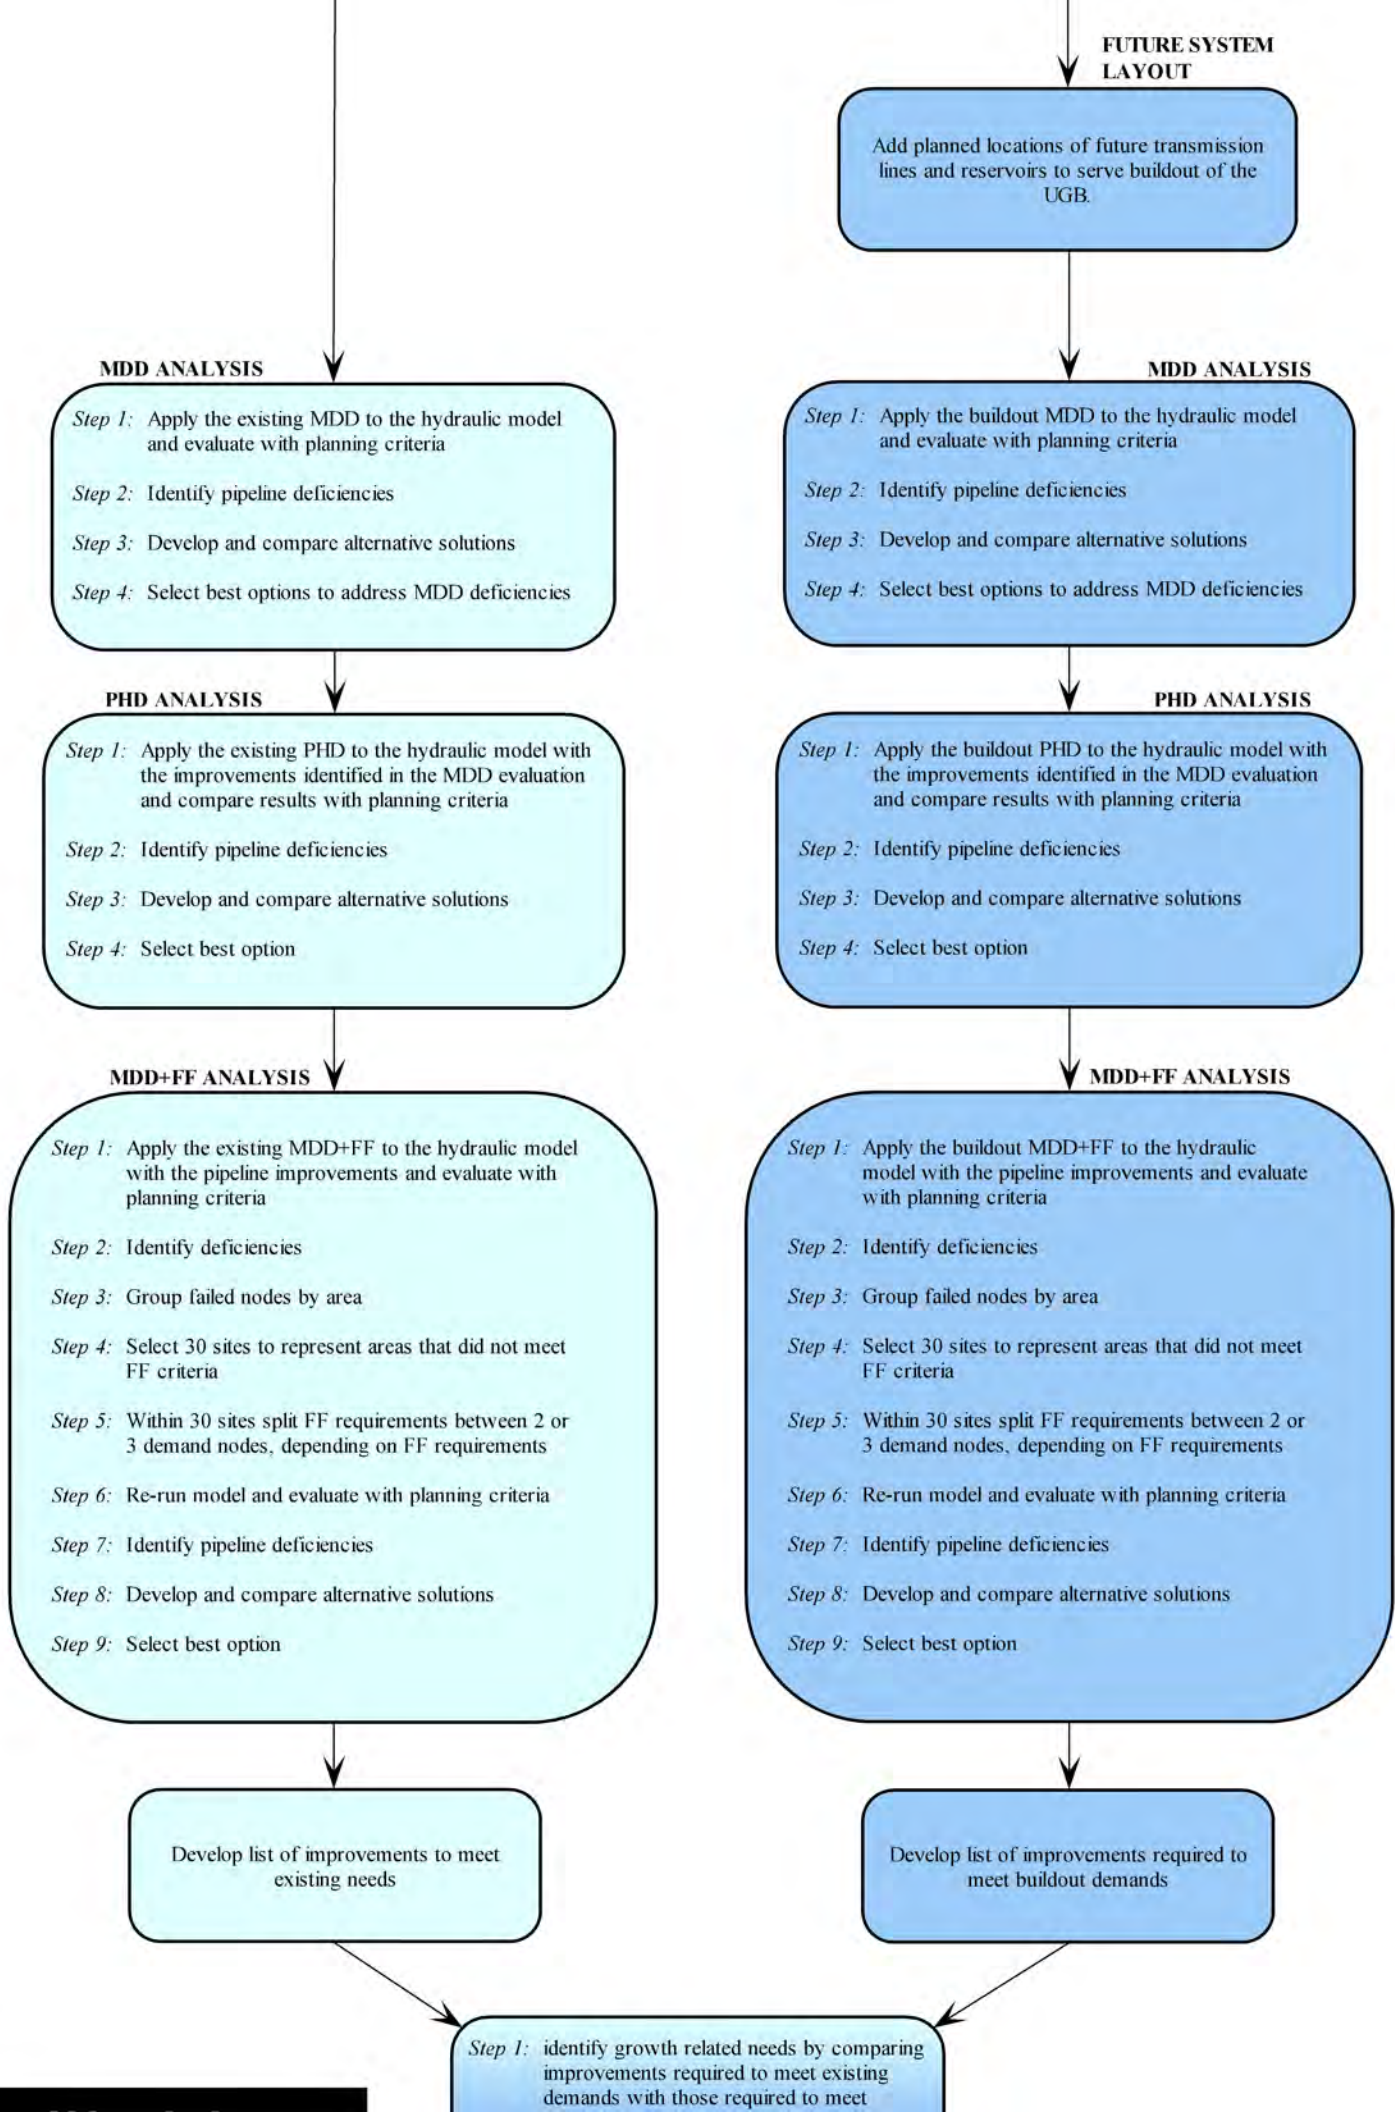 FUTURE SYSTEM
LAYOUT
Add planned locations of future transmission
lines and reservoirs to serve buildout of the
UGB.
MDD ANALYSIS
Step 1: Apply the existing MDD to the hydraulic model
and evaluate with planning criteria
Step 2: Identify pipeline deficiencies
Step 3: Develop and compare alternative solutions
Step 4: Select best options to address MDD deficiencies
MDD ANALYSIS
Step 1: Apply the buildout MDD to the hydraulic model
and evaluate with planning criteria
Step 2: Identify pipeline deficiencies
Step 3: Develop and compare alternative solutions
Step 4: Select best options to address MDD deficiencies
PHD ANALYSIS
Step 1: Apply the existing PHD to the hydraulic model with
the improvements identified in the MDD evaluation
and compare results with planning criteria
Step 2: Identify pipeline deficiencies
Step 3: Develop and compare alternative solutions
Step 4: Select best option
PHD ANALYSIS
Step 1: Apply the buildout PHD to the hydraulic model with
the improvements identified in the MDD evaluation
and compare results with planning criteria
Step 2: Identify pipeline deficiencies
Step 3: Develop and compare alternative solutions
Step 4: Select best option
MDD+FF ANALYSIS
Step 1: Apply the existing MDD+FF to the hydraulic model
with the pipeline improvements and evaluate with
planning criteria
Step 2: Identify deficiencies
Step 3: Group failed nodes by area
Step 4: Select 30 sites to represent areas that did not meet
FF criteria
Step 5: Within 30 sites split FF requirements between 2 or
3 demand nodes, depending on FF requirements
Step 6: Re-run model and evaluate with planning criteria
Step 7: Identify pipeline deficiencies
Step 8: Develop and compare alternative solutions
Step 9: Select best option
MDD+FF ANALYSIS
Step 1: Apply the buildout MDD+FF to the hydraulic
model with the pipeline improvements and evaluate
with planning criteria
Step 2: Identify deficiencies
Step 3: Group failed nodes by area
Step 4: Select 30 sites to represent areas that did not meet
FF criteria
Step 5: Within 30 sites split FF requirements between 2 or
3 demand nodes, depending on FF requirements
Step 6: Re-run model and evaluate with planning criteria
Step 7: Identify pipeline deficiencies
Step 8: Develop and compare alternative solutions
Step 9: Select best option
Develop list of improvements to meet
existing needs
Develop list of improvements required to
meet buildout demands
Step 1: identify growth related needs by comparing
improvements required to meet existing
demands with those required to meet